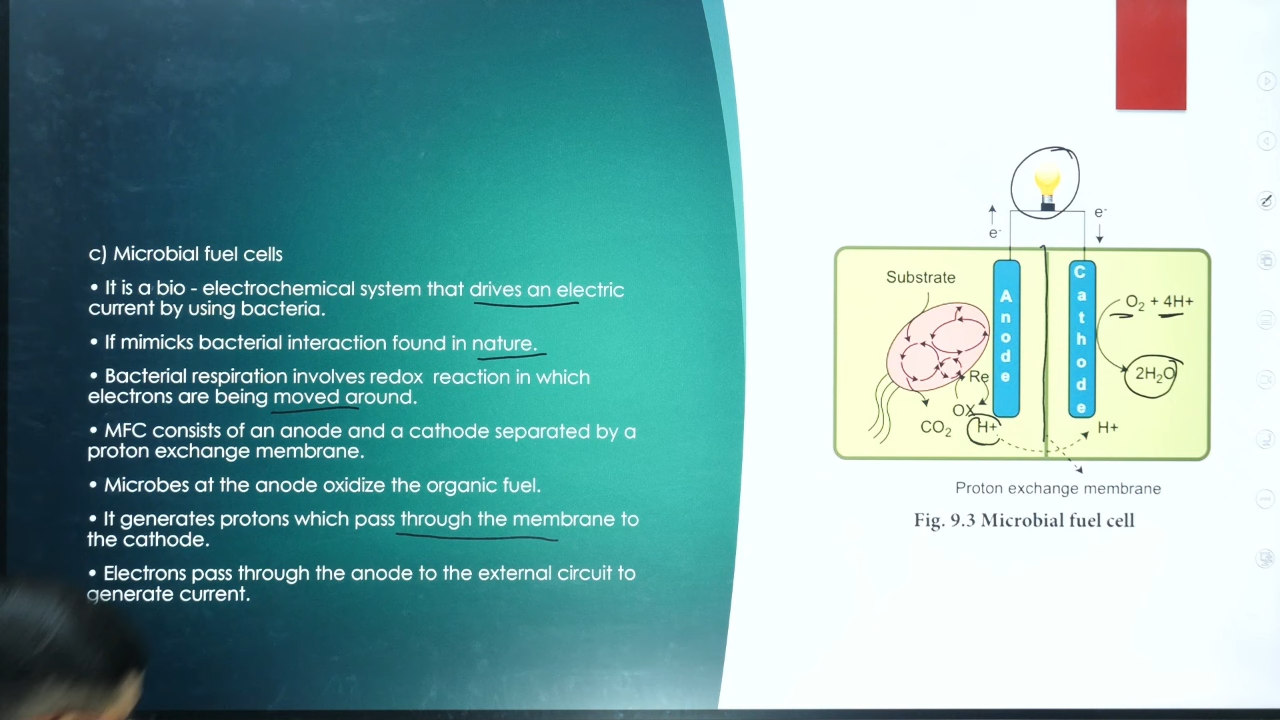 c) Microbial fuel cells
• It is a bio - electrochemical system that drives an electric
current by using bacteria.
• If mimicks bacterial interaction found in nature.
• Bacterial respiration involves redox reaction in which
electrons are being moved around.
• MFC consists of an anode and a cathode separated by a
proton exchange membrane.
• Microbes at the anode oxidize the organic fuel.
• It generates protons which pass through the membrane to
the cathode.
• Electrons pass through the anode to the external circuit to
generate current.
e-
e-
Substrate
Anode
Cathode
O2 + 4H+
2H2O
Re
OX
CO2
H+
H+
Proton exchange membrane
Fig. 9.3 Microbial fuel cell